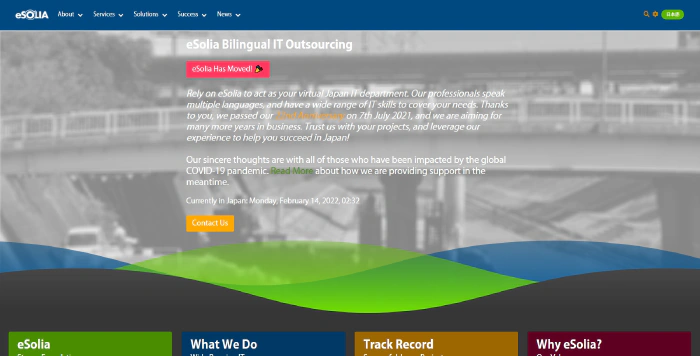 eSOLIA About Services Solutions Success News 日本語
eSolia Bilingual IT Outsourcing
eSolia Has Moved!
Rely on eSolia to act as your virtual Japan IT department. Our professionals speak
multiple languages, and have a wide range of IT skills to cover your needs. Thanks
to you, we passed our on 7th July 2021, and we are aiming for
many more years in business. Trust us with your projects, and leverage our
experience to help you succeed in Japan!
Our sincere thoughts are with all of those who have been impacted by the global
COVID-19 pandemic. Read More about how we are providing support in the
meantime.
Currently in Japan: Monday, February 14, 2022, 02:32
Contact Us
eSolia What We Do Track Record Why eSolia?